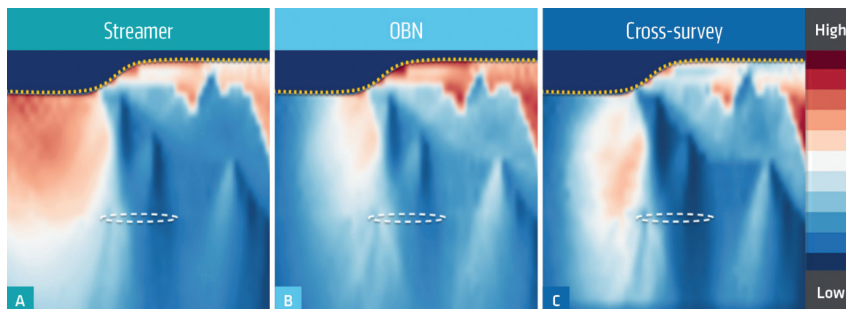 Streamer
OBN
Cross-survey
High
A
B
C
Low